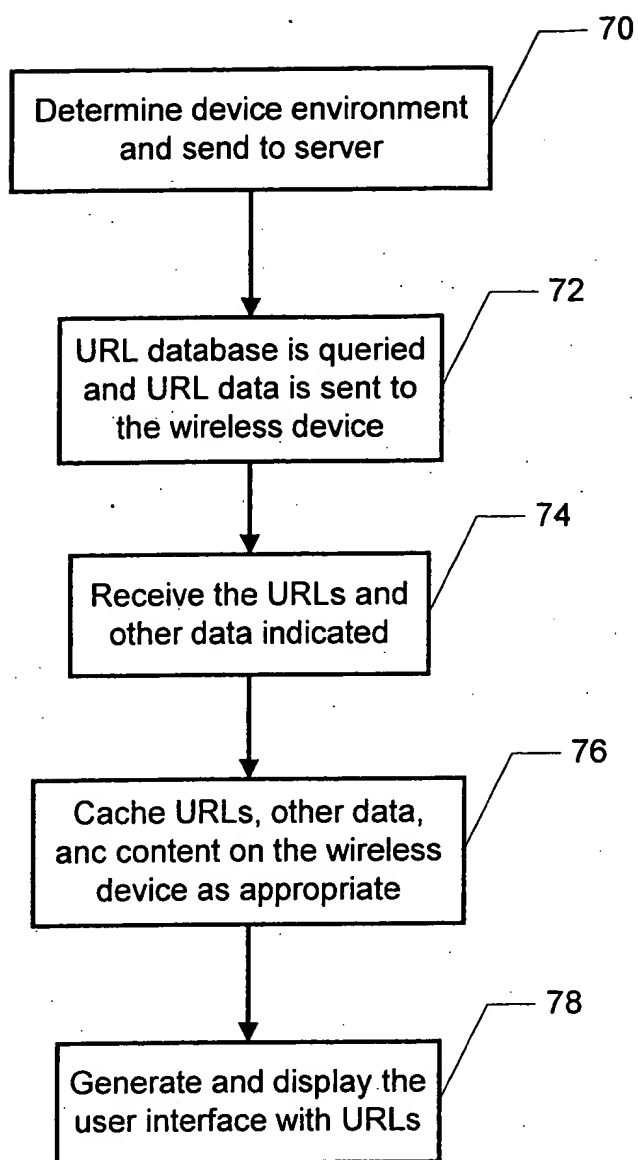 70
Determine device environment
and send to server
72
URL database is queried
and URL data is sent to
the wireless device
74
Receive the URLs and
other data indicated
76
Cache URLs, other data,
anc content on the wireless
device as appropriate
78
Generate and display the
user interface with URLs